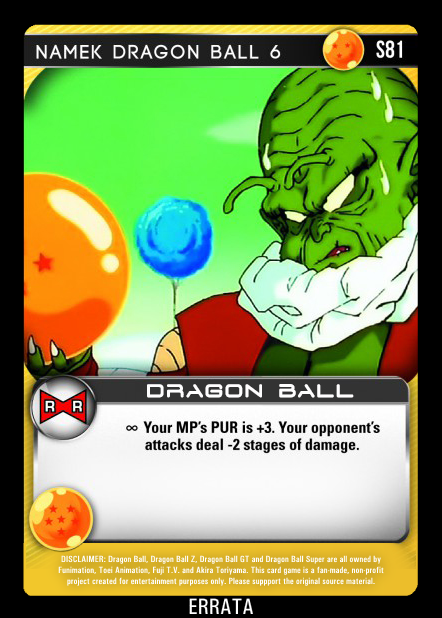 NAMEK DRAGON BALL 6 S81
DRAGON BALL
R R
∞ Your MP's PUR is +3. Your opponent's
attacks deal -2 stages of damage.
DISCLAIMER: Dragon Ball, Dragon Ball Z, Dragon Ball GT and Dragon Ball Super are all owned by
Funimation, Toei Animation, Fuji T.V. and Akira Toriyama. This card game is a fan-made, non-profit
project created for entertainment purposes only. Please suppport the original source material.
ERRATA